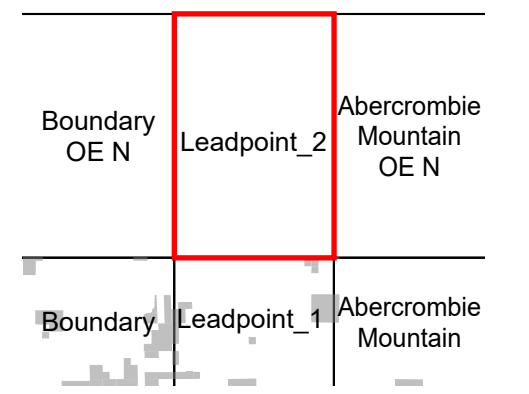 Boundary
OE N
Leadpoint_2
Abercrombie
Mountain
OE N
Boundary
Leadpoint_1
Abercrombie
Mountain